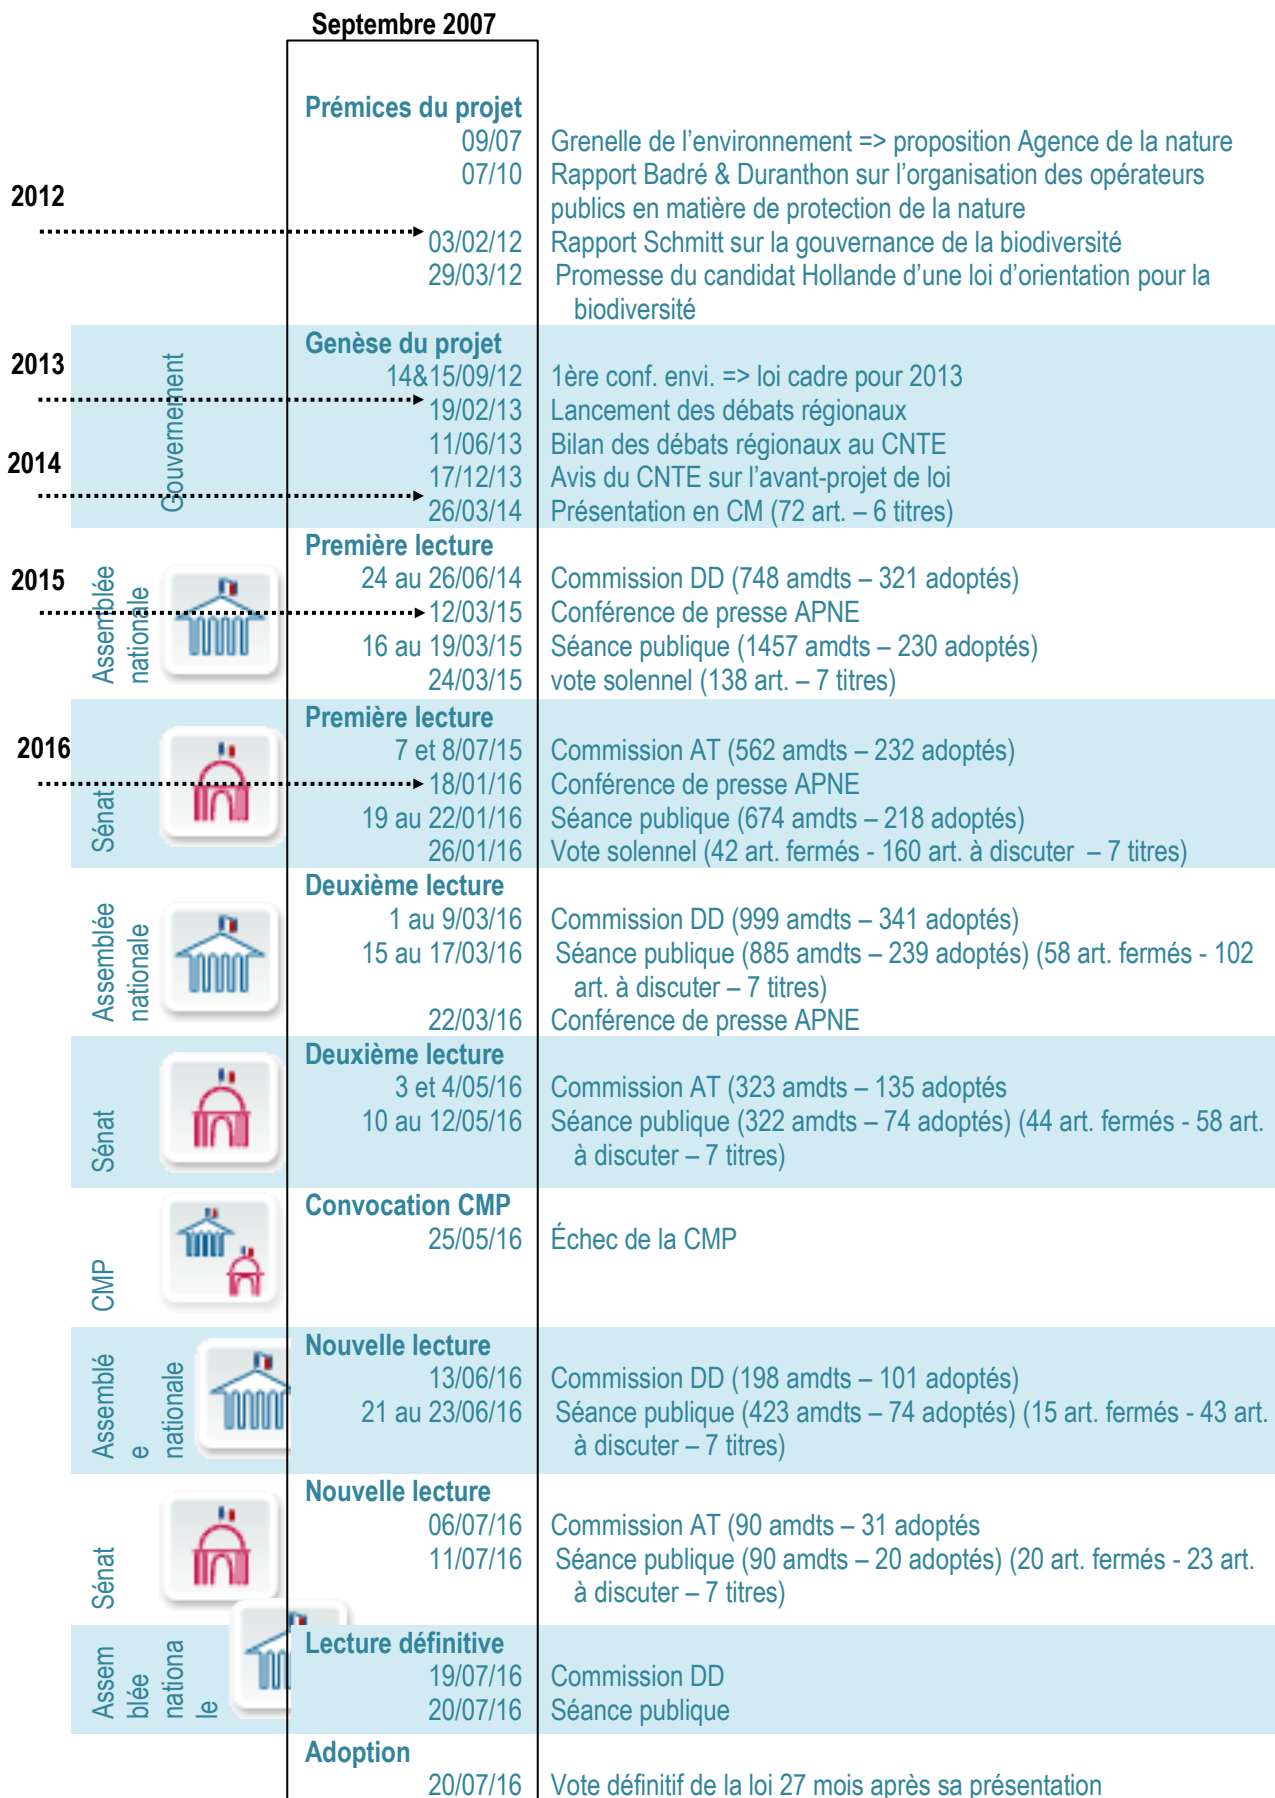 Septembre 2007
Prémices du projet
09/07 Grenelle de l'environnement => proposition Agence de la nature
2012
07/10 Rapport Badré & Duranthon sur l'organisation des opérateurs
publics en matière de protection de la nature
03/02/12 Rapport Schmitt sur la gouvernance de la biodiversité
29/03/12 Promesse du candidat Hollande d'une loi d'orientation pour la
biodiversité
Gouvernement
Genèse du projet
2013
14&15/09/12 1ère conf. envi. => loi cadre pour 2013
19/02/13 Lancement des débats régionaux
11/06/13 Bilan des débats régionaux au CNTE
2014
17/12/13 Avis du CNTE sur l'avant-projet de loi
26/03/14 Présentation en CM (72 art. – 6 titres)
Assemblée
nationale
Première lecture
2015
24 au 26/06/14 Commission DD (748 amdts – 321 adoptés)
12/03/15 Conférence de presse APNE
16 au 19/03/15 Séance publique (1457 amdts – 230 adoptés)
24/03/15 vote solennel (138 art. – 7 titres)
Sénat
Première lecture
2016
7 et 8/07/15 Commission AT (562 amdts – 232 adoptés)
18/01/16 Conférence de presse APNE
19 au 22/01/16 Séance publique (674 amdts – 218 adoptés)
26/01/16 Vote solennel (42 art. fermés - 160 art. à discuter – 7 titres)
Assemblée
nationale
Deuxième lecture
1 au 9/03/16 Commission DD (999 amdts – 341 adoptés)
15 au 17/03/16 Séance publique (885 amdts – 239 adoptés) (58 art. fermés - 102
art. à discuter – 7 titres)
22/03/16 Conférence de presse APNE
Sénat
Deuxième lecture
3 et 4/05/16 Commission AT (323 amdts – 135 adoptés
10 au 12/05/16 Séance publique (322 amdts – 74 adoptés) (44 art. fermés - 58 art.
à discuter – 7 titres)
CMP
Convocation CMP
25/05/16 Échec de la CMP
Assemblé
e
nationale
Nouvelle lecture
13/06/16 Commission DD (198 amdts – 101 adoptés)
21 au 23/06/16 Séance publique (423 amdts – 74 adoptés) (15 art. fermés - 43 art.
à discuter – 7 titres)
Sénat
Nouvelle lecture
06/07/16 Commission AT (90 amdts – 31 adoptés
11/07/16 Séance publique (90 amdts – 20 adoptés) (20 art. fermés - 23 art.
à discuter – 7 titres)
Assem
blée
nationa
le
Lecture définitive
19/07/16 Commission DD
20/07/16 Séance publique
Adoption
20/07/16 Vote définitif de la loi 27 mois après sa présentation